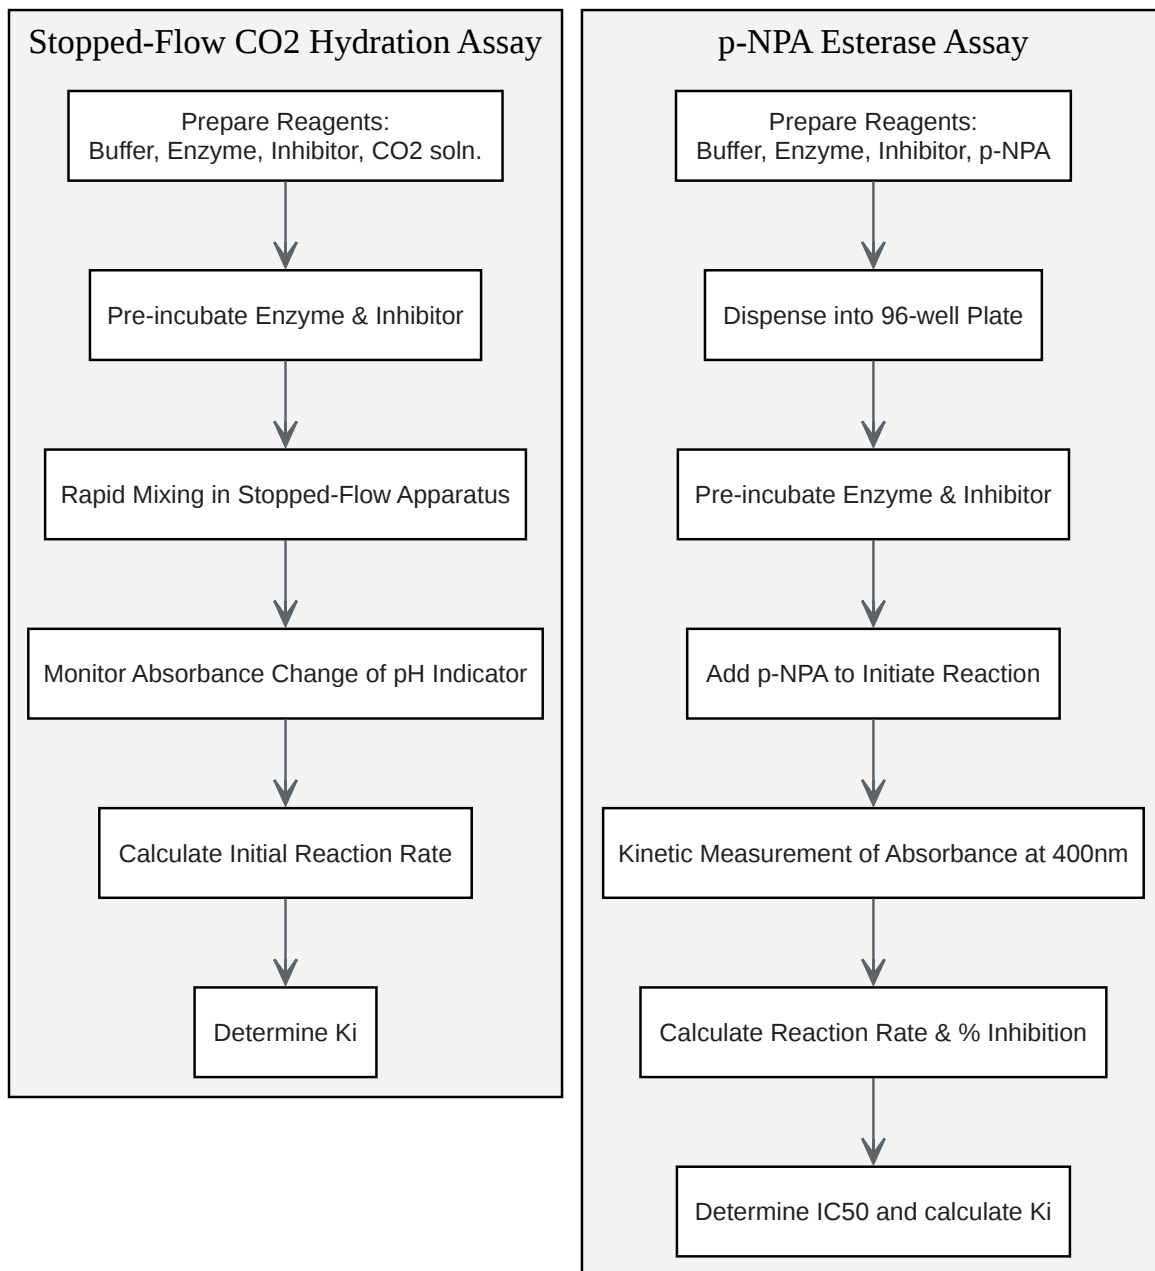 Stopped-Flow CO2 Hydration Assay
Prepare Reagents:
Buffer, Enzyme, Inhibitor, CO2 soln.
Pre-incubate Enzyme & Inhibitor
Rapid Mixing in Stopped-Flow Apparatus
Monitor Absorbance Change of pH Indicator
Calculate Initial Reaction Rate
Determine Ki
p-NPA Esterase Assay
Prepare Reagents:
Buffer, Enzyme, Inhibitor, p-NPA
Dispense into 96-well Plate
Pre-incubate Enzyme & Inhibitor
Add p-NPA to Initiate Reaction
Kinetic Measurement of Absorbance at 400nm
Calculate Reaction Rate & % Inhibition
Determine IC50 and calculate Ki